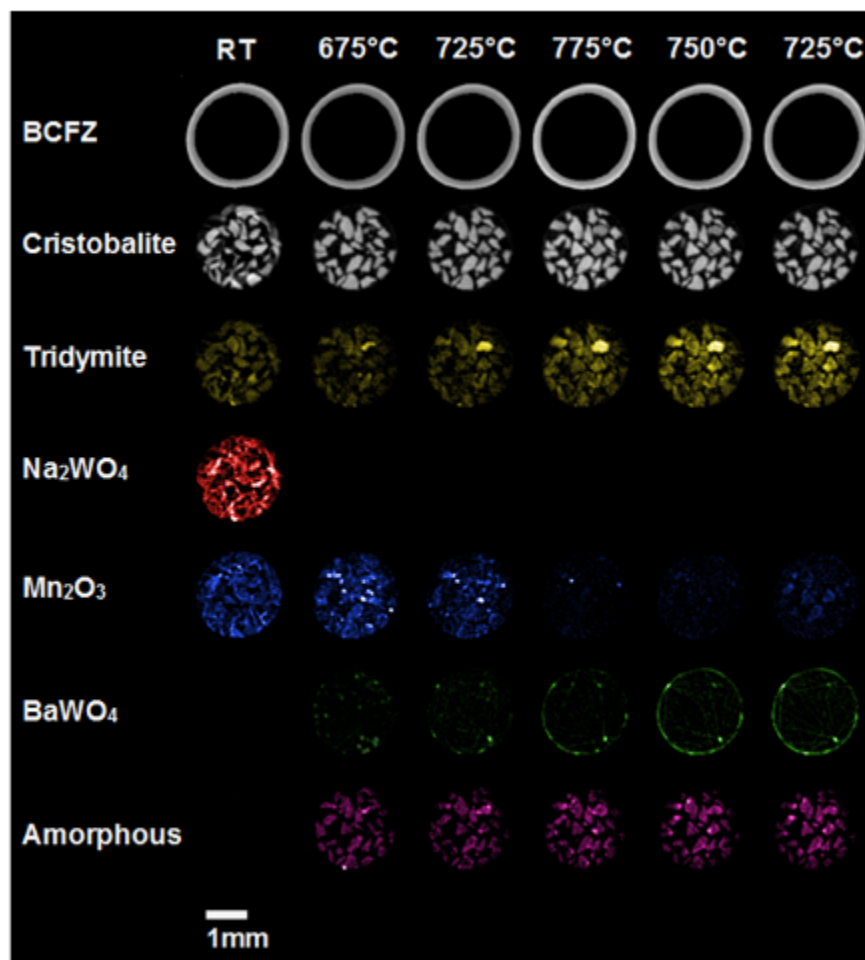 RT 675°C 725°C 775°C 750°C 725°C
BCFZ
Cristobalite
Tridymite
Na₂WO₄
Mn₂O₃
BaWO₄
Amorphous
1mm